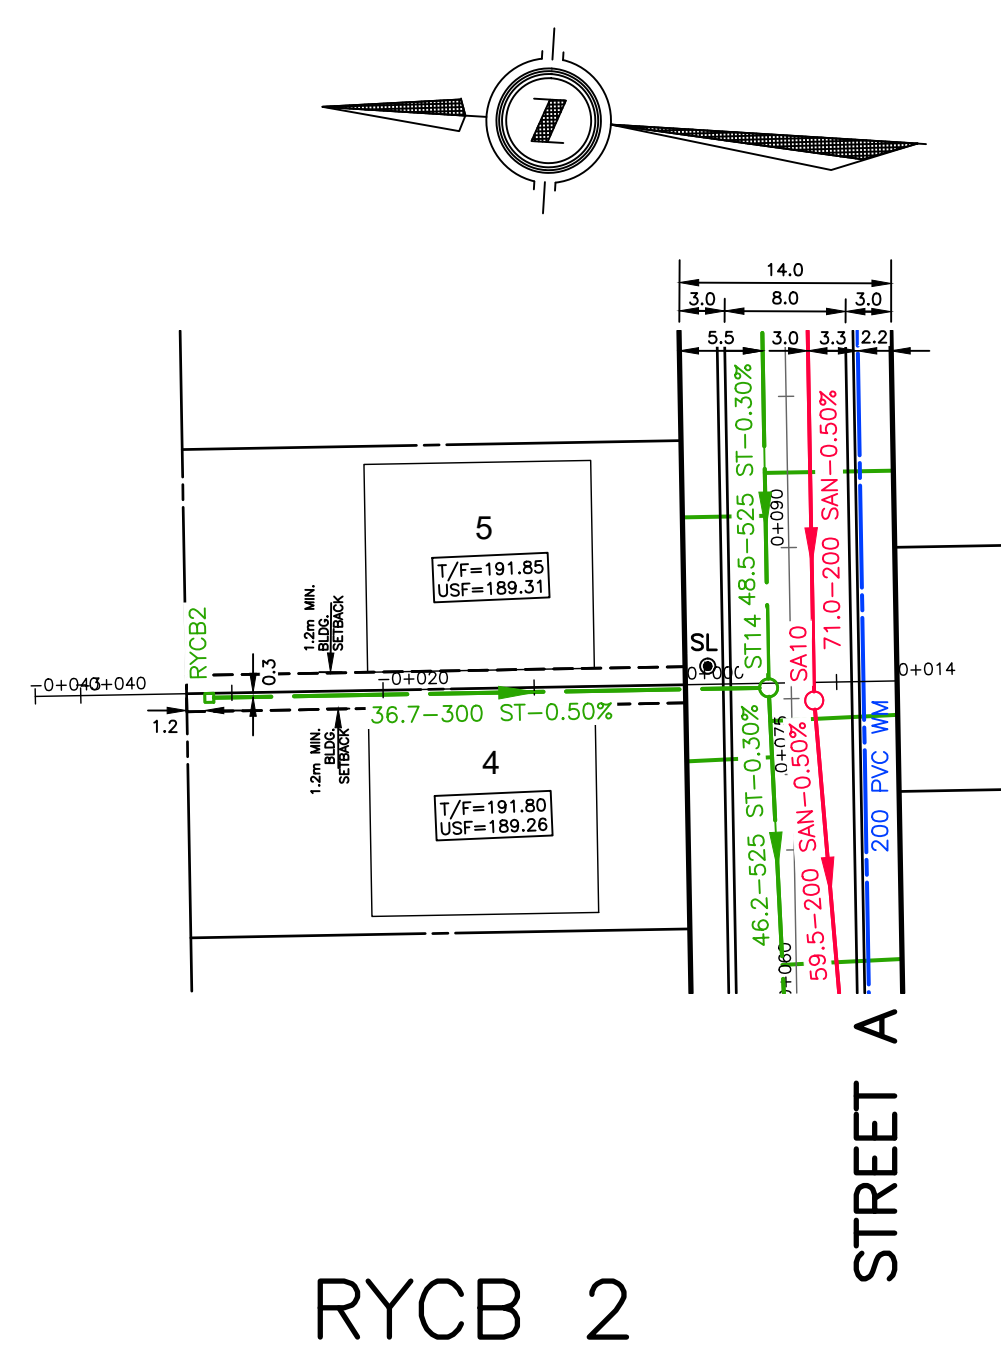 14.0
3.0 8.0 3.0
5.5 3.0 3.3 2.2
48.5-525 ST-0.30%
71.0-200 SAN-0.50%
0+090
5
T/F=191.85
USF=189.31
1.2m MIN.
BLDG.
SETBACK
RYCB2
0.3
SL
ST14
SA10
-0+043
0+040
-0+020
0+000
0+014
36.7-300 ST-0.50%
1.2
1.2m MIN.
BLDG.
SETBACK
4
T/F=191.80
USF=189.26
0+075
46.2-525 ST-0.30%
59.5-200 SAN-0.50%
200 PVC WM
0+060
STREET A
RYCB 2